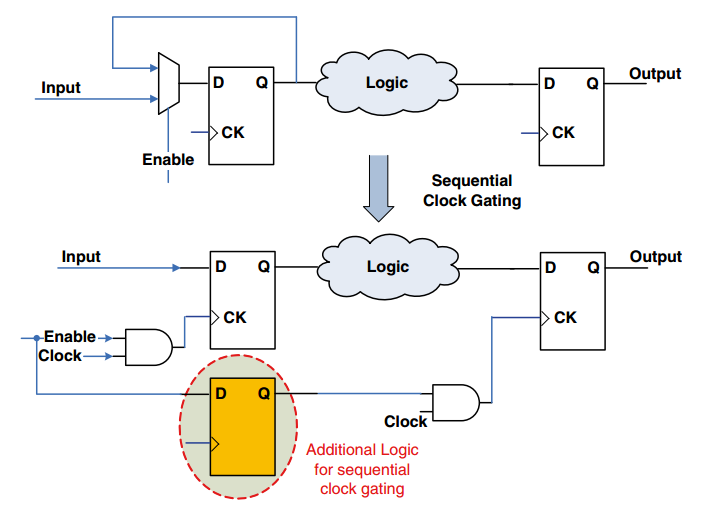 Input
D Q
CK
Enable
Logic
D Q
CK
Output
Sequential
Clock Gating
Input
D Q
CK
Enable
Clock
Logic
D Q
CK
Output
D Q
Clock
Additional Logic
for sequential
clock gating